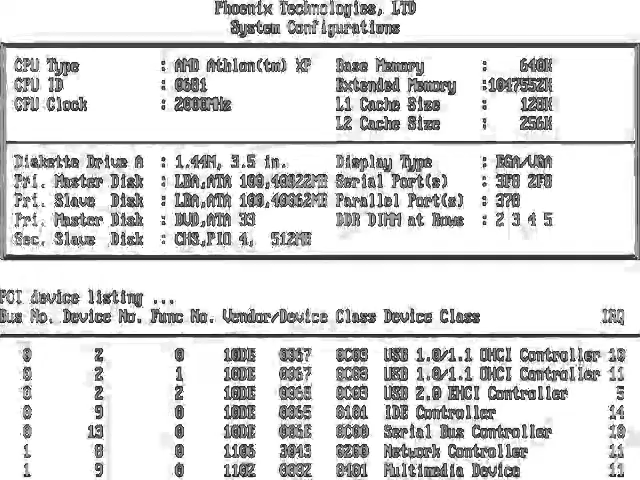 Phoenix Technologies, LTD
System Configurations
CPU Type : AMD Athlon(tm) XP Base Memory : 640K
CPU ID : 0681 Extended Memory :1047552K
CPU Clock : 2000MHz L1 Cache Size : 128K
L2 Cache Size : 256K
Diskette Drive A : 1.44M, 3.5 in. Display Type : EGA/VGA
Pri. Master Disk : LBA,ATA 100, Serial Port(s) : 3F8 2F8
Pri. Slave Disk : LBA,ATA 100, Parallel Port(s) : 378
Pri. Master Disk : DVD,ATA 33 DDR DIMM at Rows : 2 3 4 5
Sec. Slave Disk : CHS,PIO 4, 512MB
PCI device listing ...
Bus No. Device No. Func No. Vendor/Device Class Device Class IRQ
0 2 0 10DE 0067 0C03 USB 1.0/1.1 OHCI Controller 10
0 2 1 10DE 0067 0C03 USB 1.0/1.1 OHCI Controller 11
0 2 2 10DE 0068 0C03 USB 2.0 EHCI Controller 5
0 9 0 10DE 0065 0101 IDE Controller 14
0 13 0 10DE 006E 0C00 Serial Bus Controller 10
1 8 0 1106 3043 0200 Network Controller 11
1 9 0 1102 0401 Multimedia Device 11